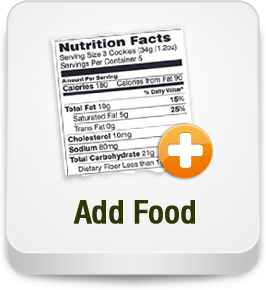 Nutrition Facts
Serving Size 3 Cookies (34g /1.2oz)
Servings Per Container 5
Amount Per Serving
Calories 180 Calories from Fat 90
% Daily Value*
Total Fat 10g 15%
Saturated Fat 5g 25%
Trans Fat 0g
Cholesterol 10mg
Sodium 80mg
Total Carbohydrate 21g
Dietary Fiber Less than
Add Food